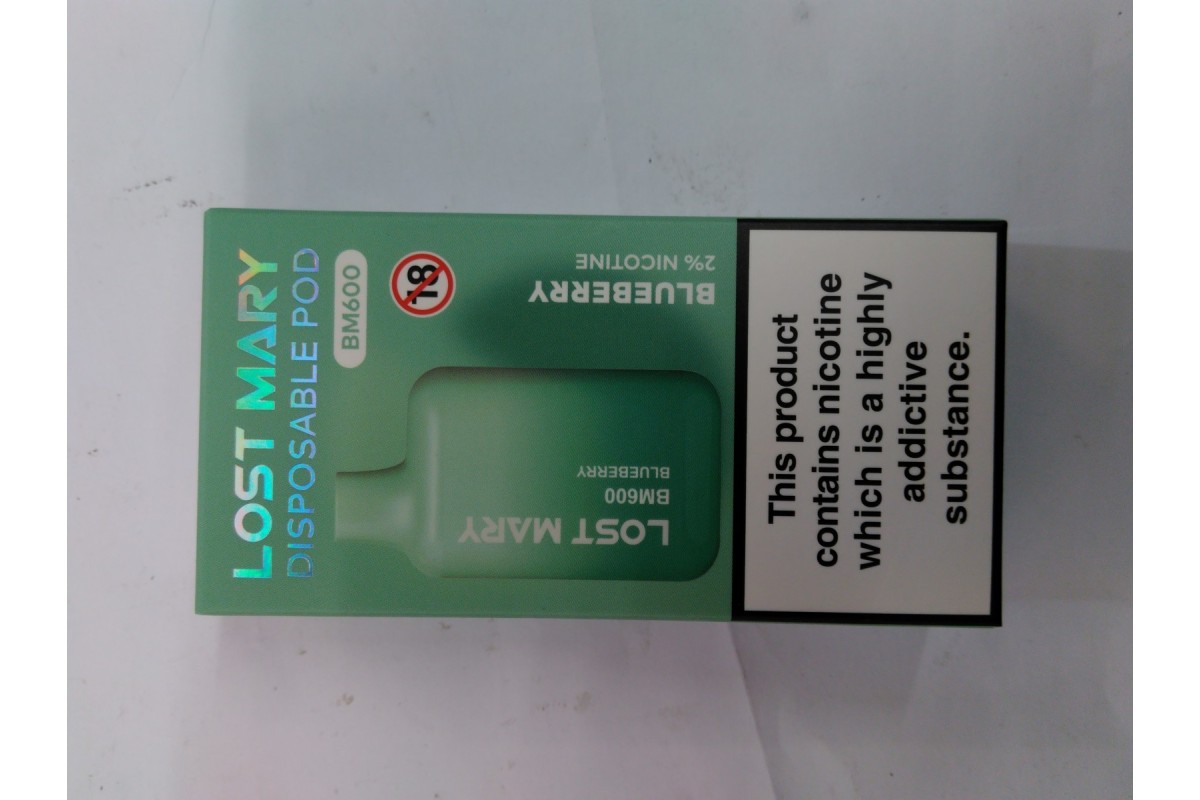 LOST MARY
DISPOSABLE POD
BM600
18
BLUEBERRY
2% NICOTINE
LOST MARY
BM600
BLUEBERRY
This product
contains nicotine
which is a highly
addictive
substance.